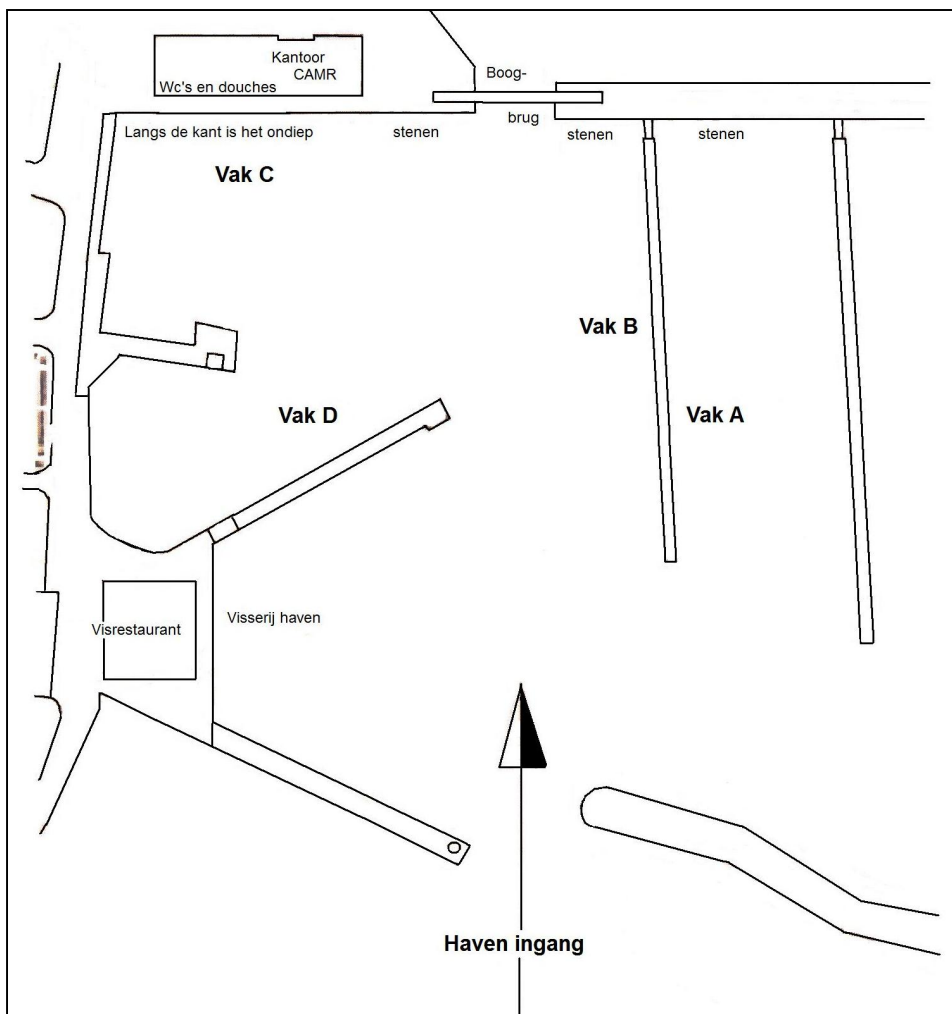 Kantoor
CAMR
Wc's en douches
Boog-
brug
Langs de kant is het ondiep
stenen
stenen
stenen
Vak C
Vak B
Vak D
Vak A
Visserij haven
Visrestaurant
Haven ingang